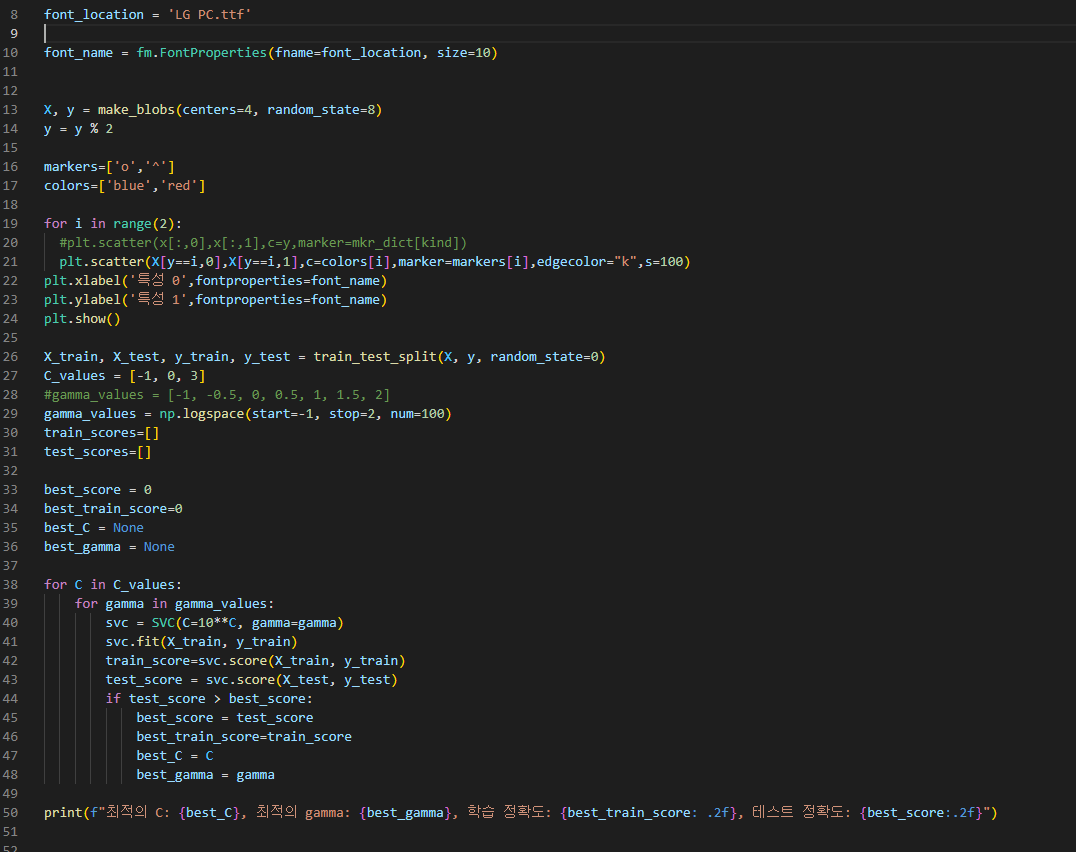 8 font_location = 'LG PC.ttf'
9
10 font_name = fm.FontProperties(fname=font_location, size=10)
11
12
13 X, y = make_blobs(centers=4, random_state=8)
14 y = y % 2
15
16 markers=['o','^']
17 colors=['blue','red']
18
19 for i in range(2):
20 #plt.scatter(x[:,0],x[:,1],c=y,marker=mkr_dict[kind])
21 plt.scatter(X[y==i,0],X[y==i,1],c=colors[i],marker=markers[i],edgecolor="k",s=100)
22 plt.xlabel('특성 0',fontproperties=font_name)
23 plt.ylabel('특성 1',fontproperties=font_name)
24 plt.show()
25
26 X_train, X_test, y_train, y_test = train_test_split(X, y, random_state=0)
27 C_values = [-1, 0, 3]
28 #gamma_values = [-1, -0.5, 0, 0.5, 1, 1.5, 2]
29 gamma_values = np.logspace(start=-1, stop=2, num=100)
30 train_scores=[]
31 test_scores=[]
32
33 best_score = 0
34 best_train_score=0
35 best_C = None
36 best_gamma = None
37
38 for C in C_values:
39 for gamma in gamma_values:
40 svc = SVC(C=10**C, gamma=gamma)
41 svc.fit(X_train, y_train)
42 train_score=svc.score(X_train, y_train)
43 test_score = svc.score(X_test, y_test)
44 if test_score > best_score:
45 best_score = test_score
46 best_train_score=train_score
47 best_C = C
48 best_gamma = gamma
49
50 print(f"최적의 C: {best_C}, 최적의 gamma: {best_gamma}, 학습 정확도: {best_train_score: .2f}, 테스트 정확도: {best_score:.2f}")
51
52